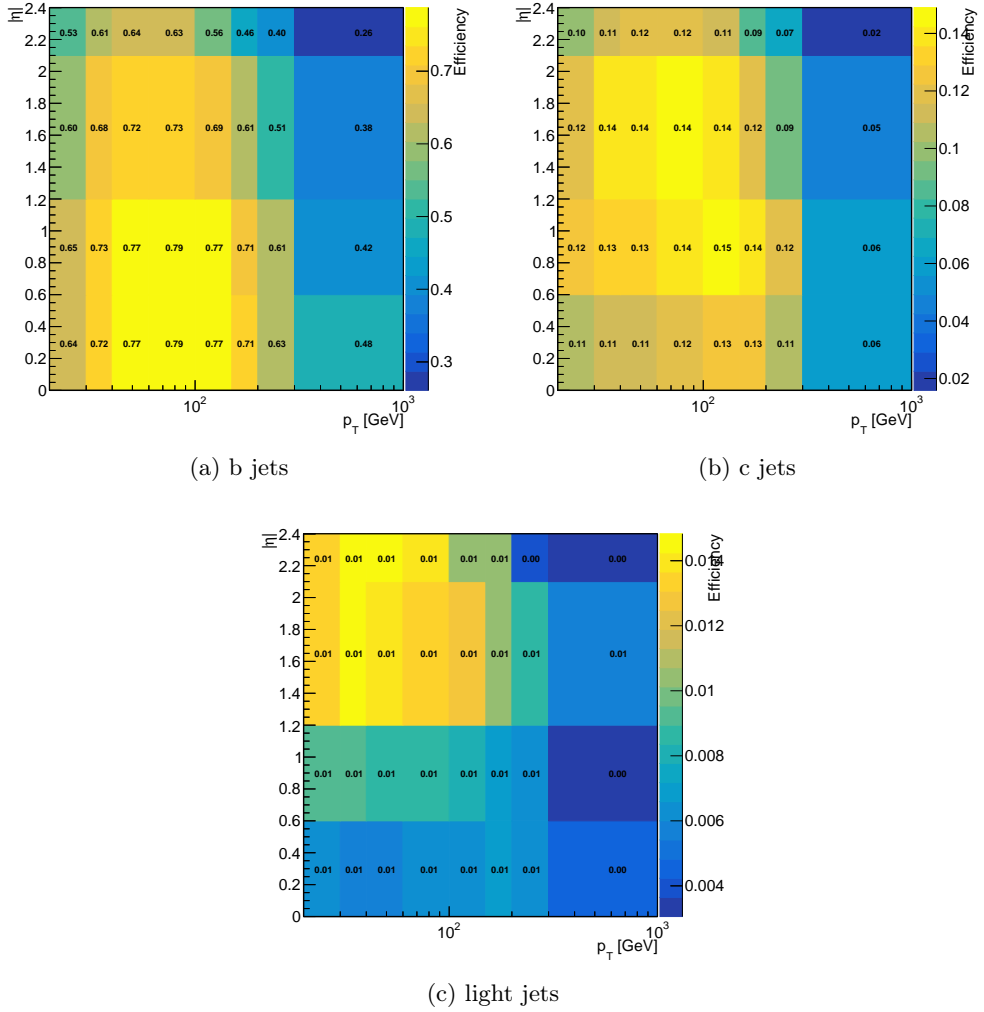 |η|
2.4
2.2
2
1.8
1.6
1.4
1.2
1
0.8
0.6
0.4
0.2
0
0.53 0.61 0.64 0.63 0.56 0.46 0.40 0.26
0.60 0.68 0.72 0.73 0.69 0.61 0.51 0.38
0.65 0.73 0.77 0.79 0.77 0.71 0.61 0.42
0.64 0.72 0.77 0.79 0.77 0.71 0.63 0.48
10² 10³
p_T [GeV]
Efficiency
0.7
0.6
0.5
0.4
0.3
(a) b jets
|η|
2.4
2.2
2
1.8
1.6
1.4
1.2
1
0.8
0.6
0.4
0.2
0
0.10 0.11 0.12 0.12 0.11 0.09 0.07 0.02
0.12 0.14 0.14 0.14 0.14 0.12 0.09 0.05
0.12 0.13 0.13 0.14 0.15 0.14 0.12 0.06
0.11 0.11 0.11 0.12 0.13 0.13 0.11 0.06
10² 10³
p_T [GeV]
Efficiency
0.14
0.12
0.1
0.08
0.06
0.04
0.02
(b) c jets
|η|
2.4
2.2
2
1.8
1.6
1.4
1.2
1
0.8
0.6
0.4
0.2
0
0.01 0.01 0.01 0.01 0.01 0.01 0.00 0.00
0.01 0.01 0.01 0.01 0.01 0.01 0.01 0.01
0.01 0.01 0.01 0.01 0.01 0.01 0.01 0.00
0.01 0.01 0.01 0.01 0.01 0.01 0.01 0.00
10² 10³
p_T [GeV]
Efficiency
0.014
0.012
0.01
0.008
0.006
0.004
(c) light jets